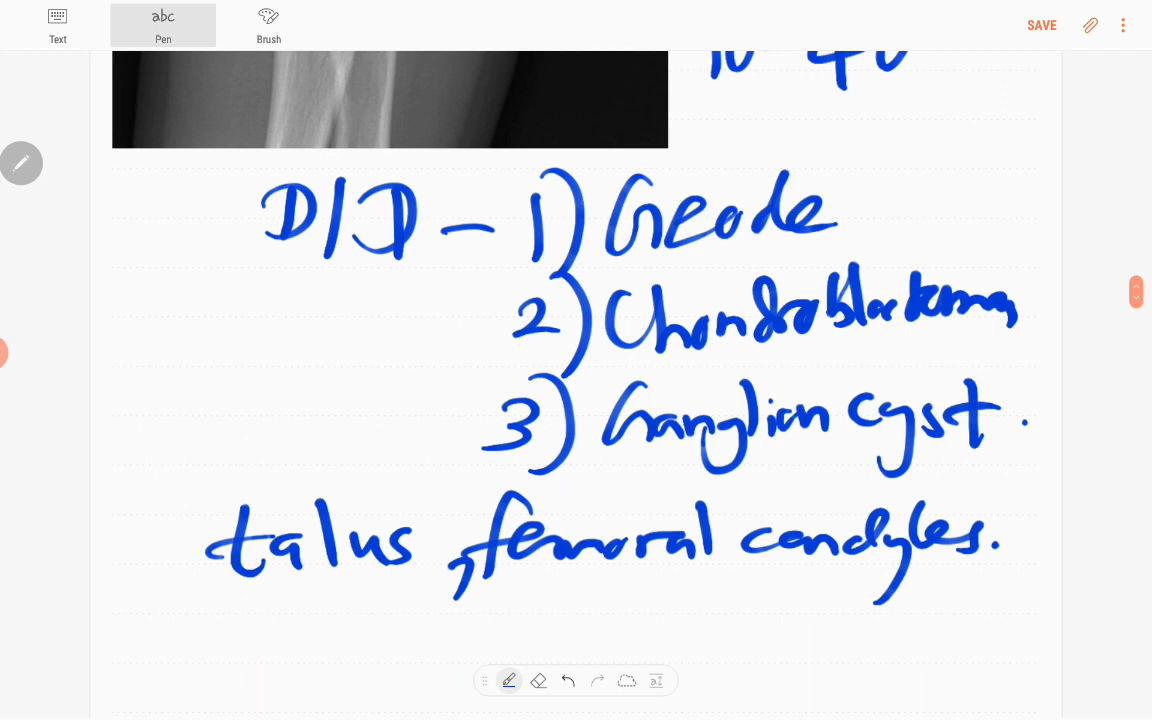 abc
SAVE
Text
Pen
Brush
D/D - 1) Geode
2) Chondroblastoma
3) Ganglion cyst.
talus, femoral condyles.